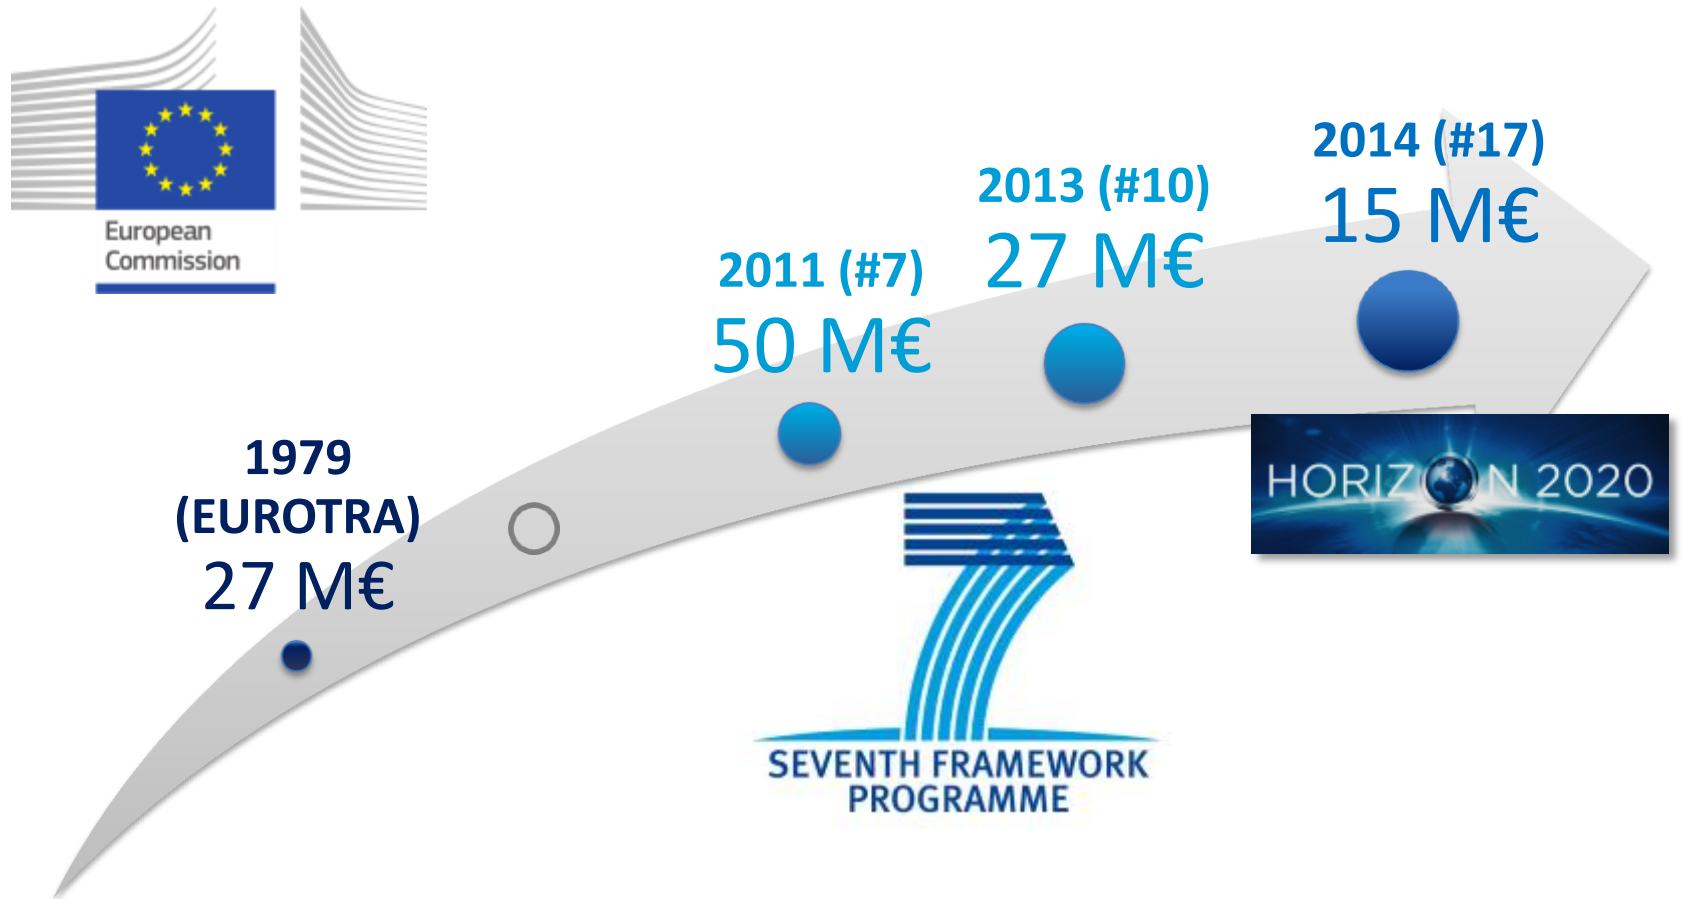 European
Commission
1979
(EUROTRA)
27 M€
2011 (#7)
50 M€
2013 (#10)
27 M€
2014 (#17)
15 M€
SEVENTH FRAMEWORK
PROGRAMME
HORIZON 2020